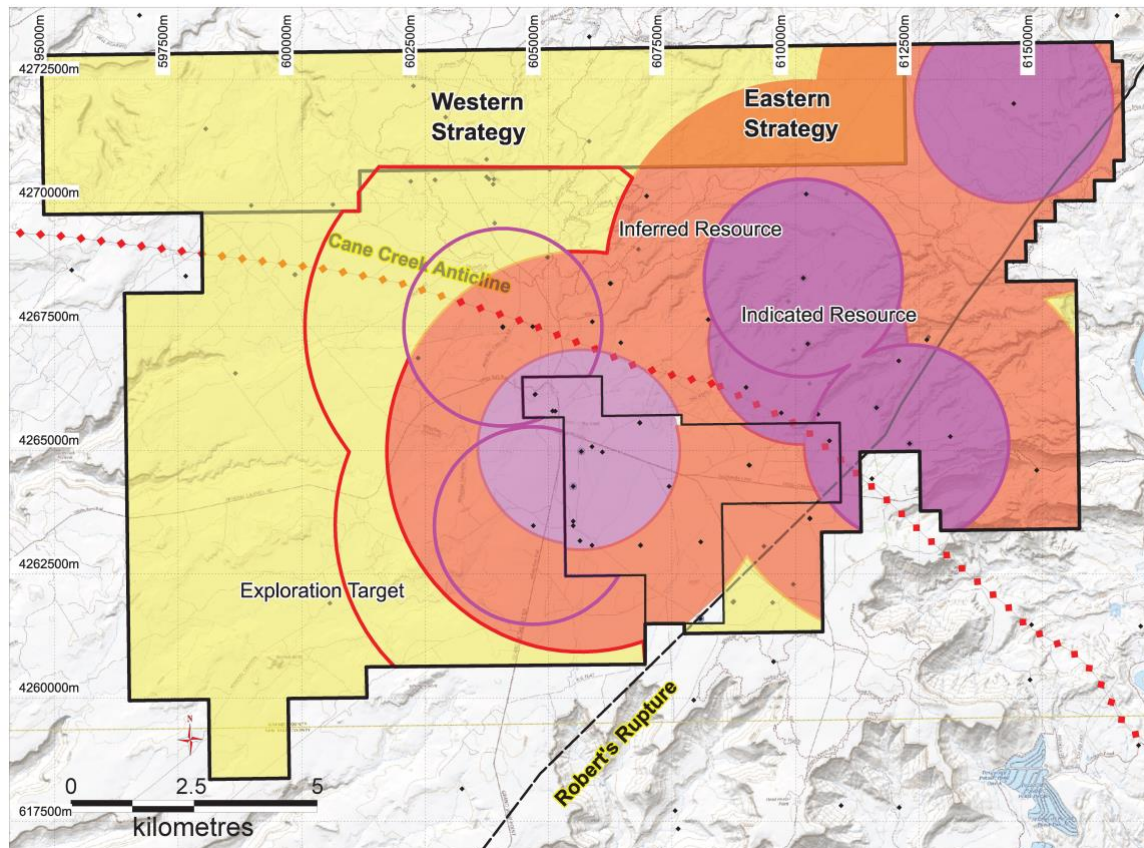 595000m
597500m
600000m
602500m
605000m
607500m
610000m
612500m
615000m
4272500m
Western
Strategy
Eastern
Strategy
4270000m
Inferred Resource
Cane Creek Anticline
4267500m
Indicated Resource
4265000m
4262500m
Exploration Target
4260000m
N
Robert's Rupture
0
2.5
5
kilometres
617500m